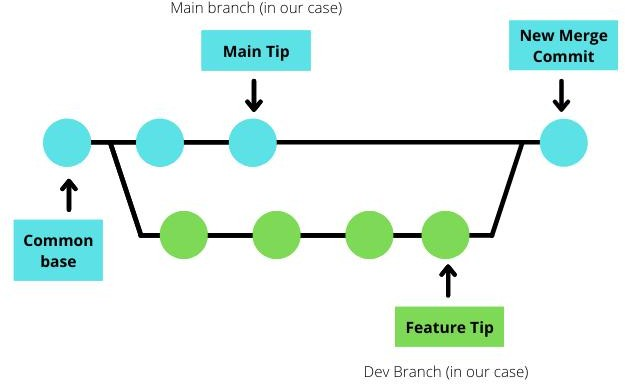 Main branch (in our case)
Main Tip
New Merge
Commit
Common
base
Feature Tip
Dev Branch (in our case)